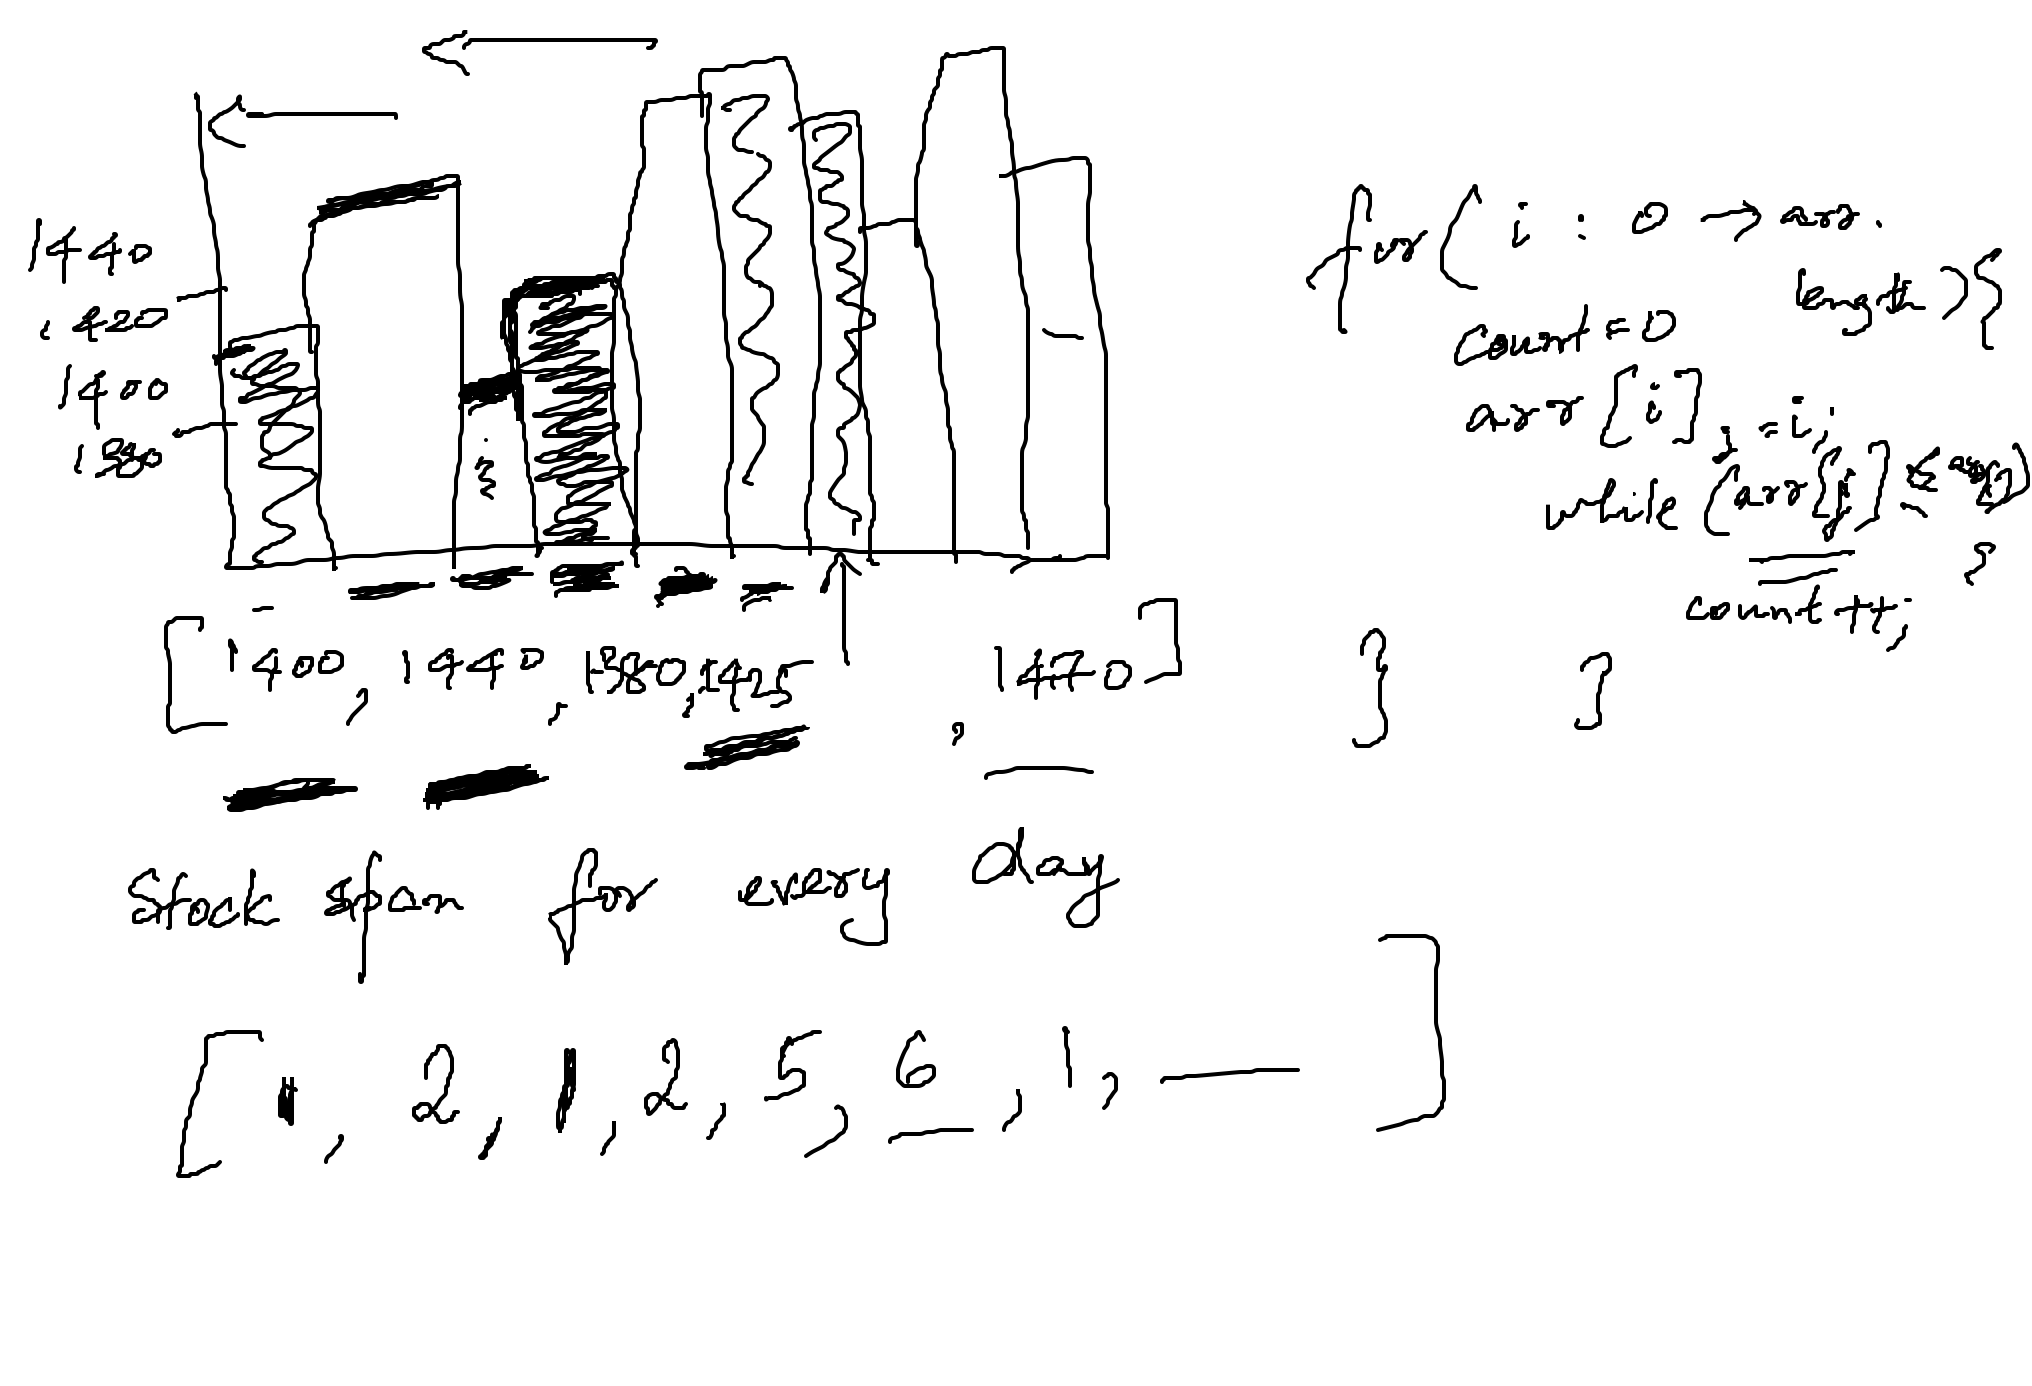 1440
1420
1400
1380
[1400, 1440, 1380, 1425 , 1470]
Stock span for every day
[1, 2, 1, 2, 5, 6, 1, — ]
for( i : 0 → arr.
length){
count = 0
arr[i]
j = i;
while (arr[j] ≤
count++;
}
}